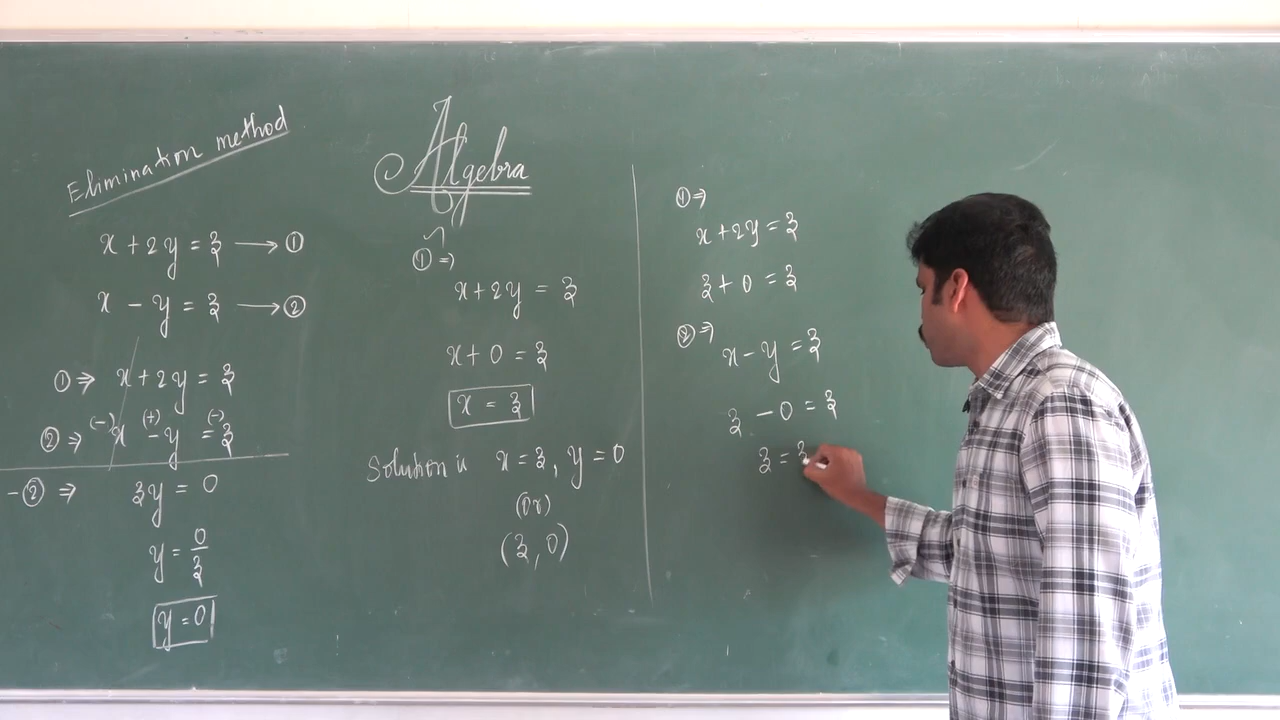 Elimination method
x + 2y = 3 → ①
x - y = 3 → ②
① ⇒ x + 2y = 3
② ⇒ (-) x (+) - y (-) = 3
- ② ⇒ 3y = 0
y = 0/3
y = 0
Algebra
① ⇒
x + 2y = 3
x + 0 = 3
x = 3
Solution is x = 3, y = 0
(or)
(3, 0)
① ⇒
x + 2y = 3
3 + 0 = 3
② ⇒
x - y = 3
3 - 0 = 3
3 = 3